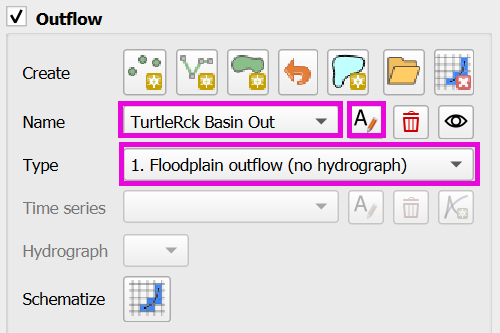 Outflow
Create
Name TurtleRck Basin Out
Type 1. Floodplain outflow (no hydrograph)
Time series
Hydrograph
Schematize